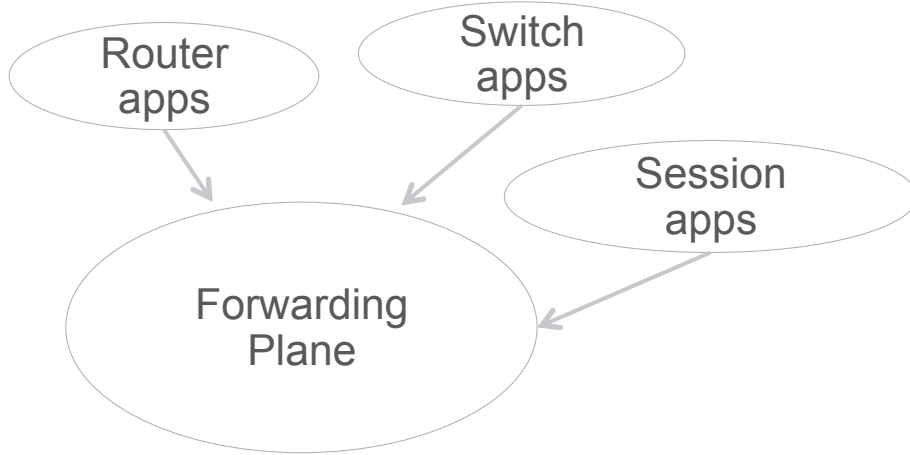 Router
apps
Switch
apps
Session
apps
Forwarding
Plane